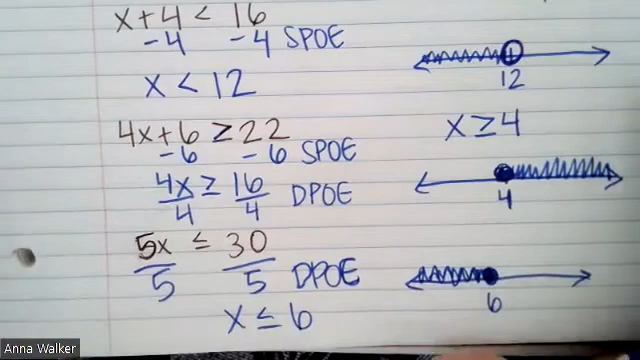 x+4 < 16
-4 -4 SPOE
x < 12
12
4x+6 ≥ 22
-6 -6 SPOE
x ≥ 4
4x/4 ≥ 16/4 DPOE
4
5x/5 ≤ 30/5 DPOE
6
x ≤ 6
Anna Walker